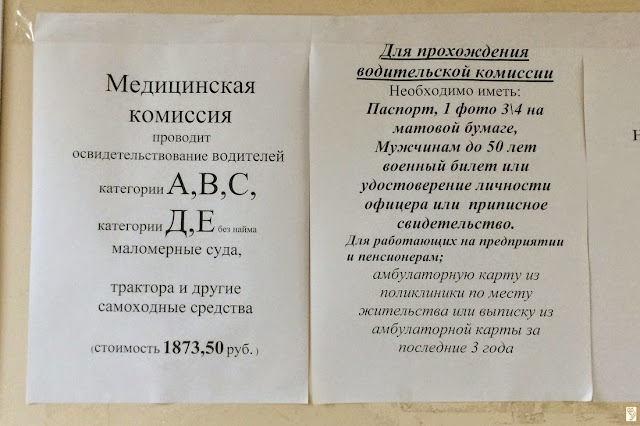 Медицинская
комиссия
проводит
освидетельствование водителей
категории А,В,С,
категории Д,Е без найма
маломерные суда,
трактора и другие
самоходные средства
(стоимость 1873,50 руб. )
Для прохождения
водительской комиссии
Необходимо иметь:
Паспорт, 1 фото 3\4 на
матовой бумаге,
Мужчинам до 50 лет
военный билет или
удостоверение личности
офицера или приписное
свидетельство.
Для работающих на предприятии
и пенсионерам;
амбулаторную карту из
поликлиники по месту
жительства или выписку из
амбулаторной карты за
последние 3 года
Н